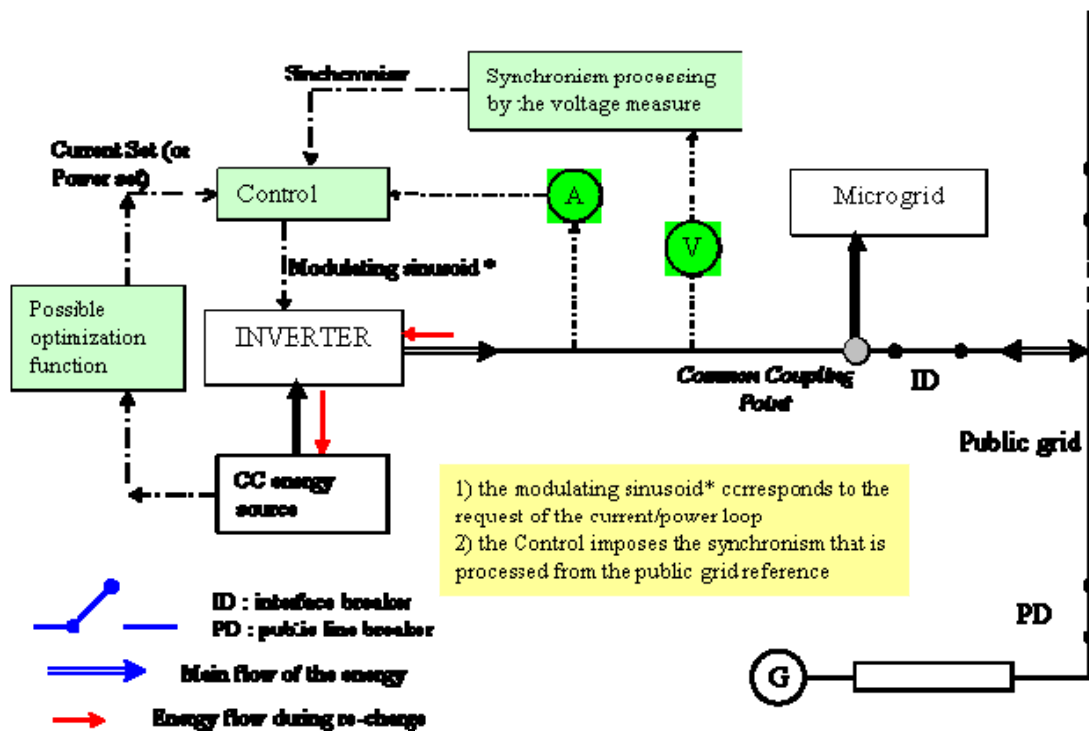 Sinchronism
Synchronism processing
by the voltage measure
Current Set (or
Power set)
Control
A
Microgrid
V
Modulating sinusoid *
Possible
optimization
function
INVERTER
Common Coupling
Point
ID
Public grid
CC energy
source
1) the modulating sinusoid* corresponds to the
request of the current/power loop
2) the Control imposes the synchronism that is
processed from the public grid reference
ID : interface breaker
PD : public line breaker
PD
Main flow of the energy
G
Energy flow during re-charge